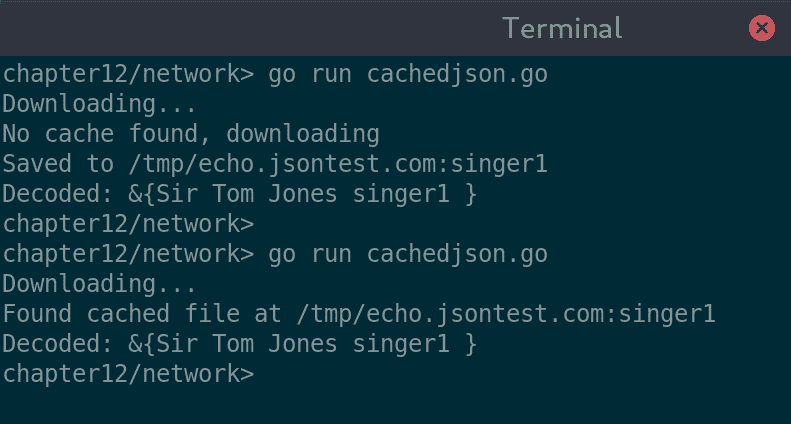 Terminal
chapter12/network> go run cachedjson.go
Downloading...
No cache found, downloading
Saved to /tmp/echo.jsontest.com:singer1
Decoded: &{Sir Tom Jones singer1 }
chapter12/network>
chapter12/network> go run cachedjson.go
Downloading...
Found cached file at /tmp/echo.jsontest.com:singer1
Decoded: &{Sir Tom Jones singer1 }
chapter12/network>